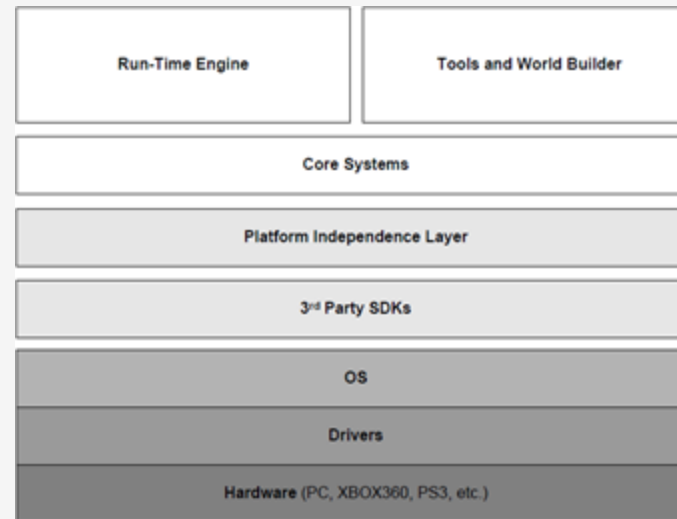 Run-Time Engine
Tools and World Builder
Core Systems
Platform Independence Layer
3rd Party SDKs
OS
Drivers
Hardware (PC, XBOX360, PS3, etc.)